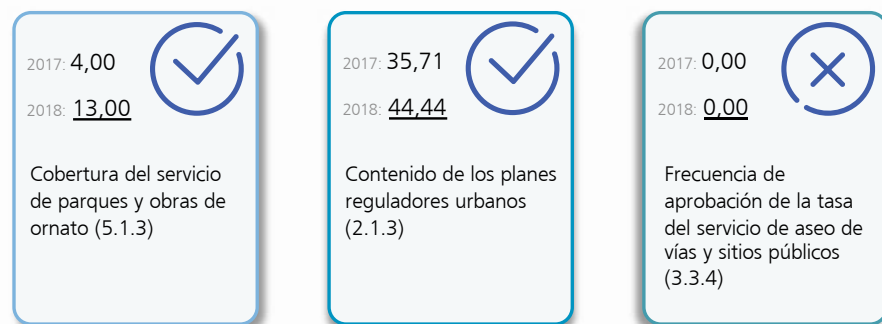 2017: 4,00
2018: 13,00
Cobertura del servicio
de parques y obras de
ornato (5.1.3)
2017: 35,71
2018: 44,44
Contenido de los planes
reguladores urbanos
(2.1.3)
2017: 0,00
2018: 0,00
Frecuencia de
aprobación de la tasa
del servicio de aseo de
vías y sitios públicos
(3.3.4)